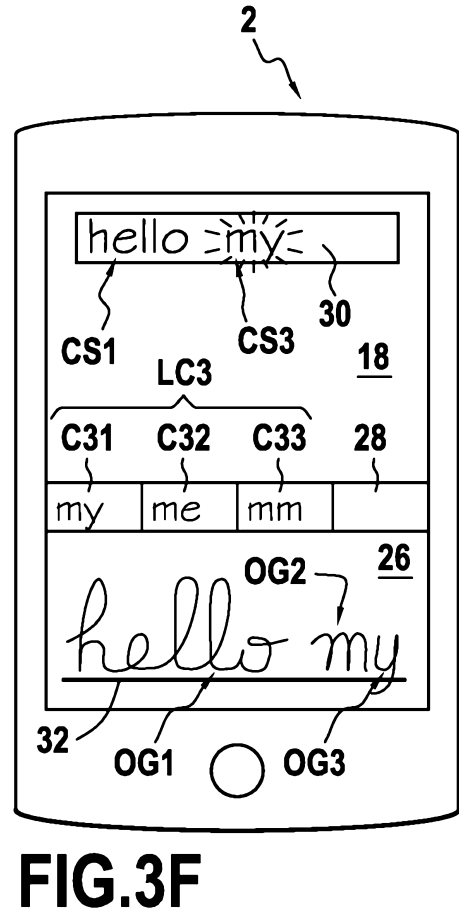 2
hello my
CS1 CS3 30
LC3 18
C31 C32 C33 28
my me mm
OG2 26
hello my
32 OG1 OG3
FIG.3F